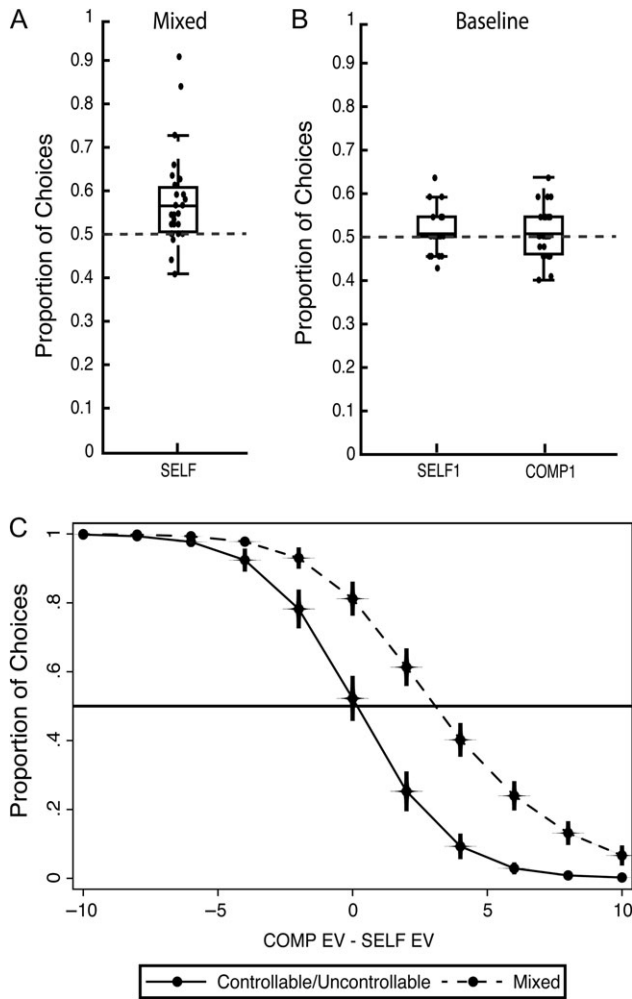 A Mixed
B Baseline
Proportion of Choices
1
0.9
0.8
0.7
0.6
0.5
0.4
0.3
0.2
0.1
0
SELF
Proportion of Choices
1
0.9
0.8
0.7
0.6
0.5
0.4
0.3
0.2
0.1
0
SELF1 COMP1
C
Proportion of Choices
1
.8
.6
.4
.2
0
−10 −5 0 5 10
COMP EV - SELF EV
Controllable/Uncontrollable Mixed